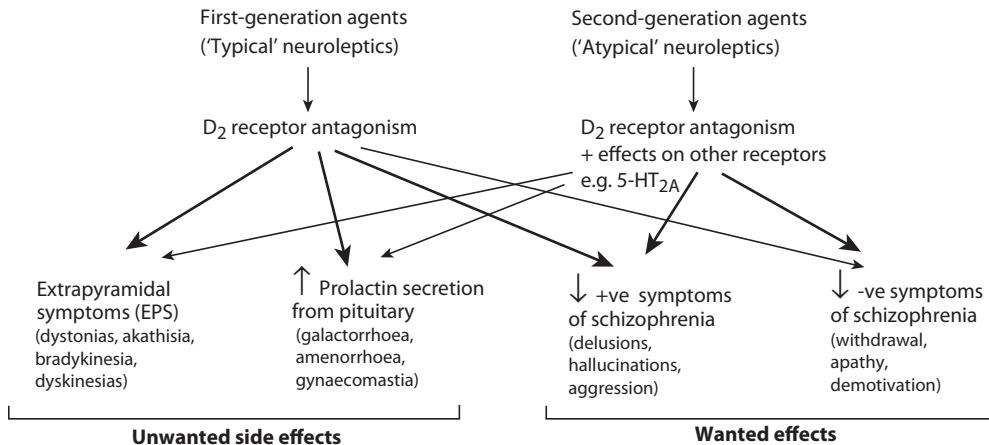 First-generation agents
('Typical' neuroleptics)
Second-generation agents
('Atypical' neuroleptics)
D2 receptor antagonism
D2 receptor antagonism
+ effects on other receptors
e.g. 5-HT2A
Extrapyramidal
symptoms (EPS)
(dystonias, akathisia,
bradykinesia,
dyskinesias)
↑ Prolactin secretion
from pituitary
(galactorrhoea,
amenorrhoea,
gynaecomastia)
↓ +ve symptoms
of schizophrenia
(delusions,
hallucinations,
aggression)
↓ -ve symptoms
of schizophrenia
(withdrawal,
apathy,
demotivation)
Unwanted side effects
Wanted effects